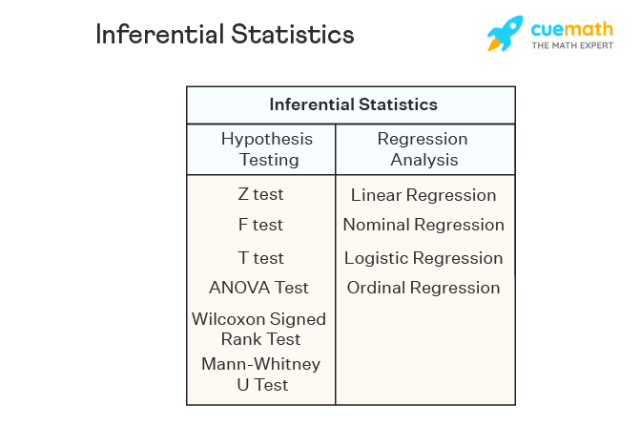 Inferential Statistics
cuemath
THE MATH EXPERT
Inferential Statistics
Hypothesis
Testing
Regression
Analysis
Z test
Linear Regression
F test
Nominal Regression
T test
Logistic Regression
ANOVA Test
Ordinal Regression
Wilcoxon Signed
Rank Test
Mann-Whitney
U Test